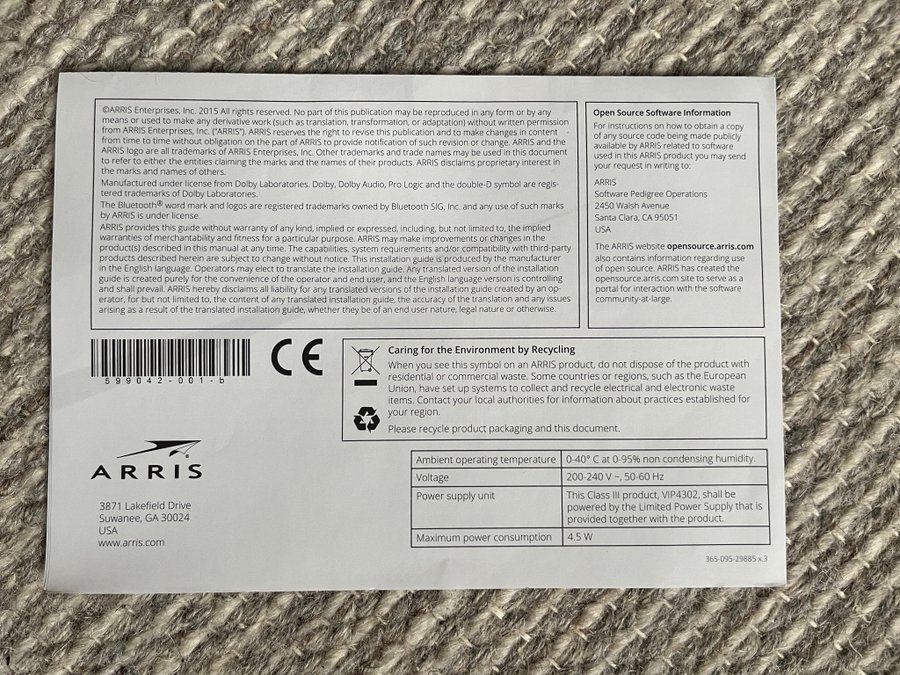 ©ARRIS Enterprises, Inc. 2015 All rights reserved. No part of this publication may be reproduced in any form or by any
means or used to make any derivative work (such as translation, transformation, or adaptation) without written permission
from ARRIS Enterprises, Inc. ("ARRIS"). ARRIS reserves the right to revise this publication and to make changes in content
from time to time without obligation on the part of ARRIS to provide notification of such revision or change. ARRIS and the
ARRIS logo are all trademarks of ARRIS Enterprises, Inc. Other trademarks and trade names may be used in this document
to refer to either the entities claiming the marks and the names of their products. ARRIS disclaims proprietary interest in
the marks and names of others.
Manufactured under license from Dolby Laboratories. Dolby, Dolby Audio, Pro Logic and the double-D symbol are regis-
tered trademarks of Dolby Laboratories.
The Bluetooth® word mark and logos are registered trademarks owned by Bluetooth SIG, Inc. and any use of such marks
by ARRIS is under license.
ARRIS provides this guide without warranty of any kind, implied or expressed, including, but not limited to, the implied
warranties of merchantability and fitness for a particular purpose. ARRIS may make improvements or changes in the
product(s) described in this manual at any time. The capabilities, system requirements and/or compatibility with third-party
products described herein are subject to change without notice. This installation guide is produced by the manufacturer
in the English language. Operators may elect to translate the installation guide. Any translated version of the installation
guide is created purely for the convenience of the operator and end user, and the English language version is controlling
and shall prevail. ARRIS hereby disclaims all liability for any translated versions of the installation guide created by an op-
erator, for but not limited to, the content of any translated installation guide, the accuracy of the translation and any issues
arising as a result of the translated installation guide, whether they be of an end user nature, legal nature or otherwise.
Open Source Software Information
For instructions on how to obtain a copy
of any source code being made publicly
available by ARRIS related to software
used in this ARRIS product you may send
your request in writing to:
ARRIS
Software Pedigree Operations
2450 Walsh Avenue
Santa Clara, CA 95051
USA
The ARRIS website opensource.arris.com
also contains information regarding use
of open source. ARRIS has created the
opensource.arris.com site to serve as a
portal for interaction with the software
community-at-large.
599042-001-b
CE
Caring for the Environment by Recycling
When you see this symbol on an ARRIS product, do not dispose of the product with
residential or commercial waste. Some countries or regions, such as the European
Union, have set up systems to collect and recycle electrical and electronic waste
items. Contact your local authorities for information about practices established for
your region.
Please recycle product packaging and this document.
ARRIS
3871 Lakefield Drive
Suwanee, GA 30024
USA
www.arris.com
Ambient operating temperature 0-40° C at 0-95% non condensing humidity.
Voltage 200-240 V ~, 50-60 Hz
Power supply unit This Class III product, VIP4302, shall be
powered by the Limited Power Supply that is
provided together with the product.
Maximum power consumption 4.5 W
365-095-29885 x.3